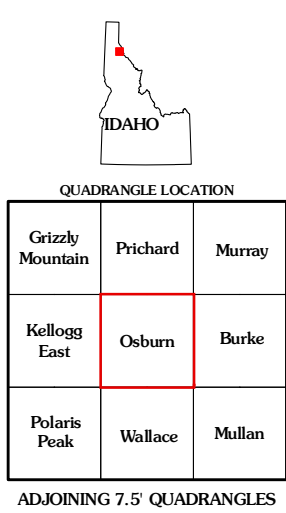 IDAHO
QUADRANGLE LOCATION
Grizzly
Mountain
Prichard
Murray
Kellogg
East
Osburn
Burke
Polaris
Peak
Wallace
Mullan
ADJOINING 7.5' QUADRANGLES